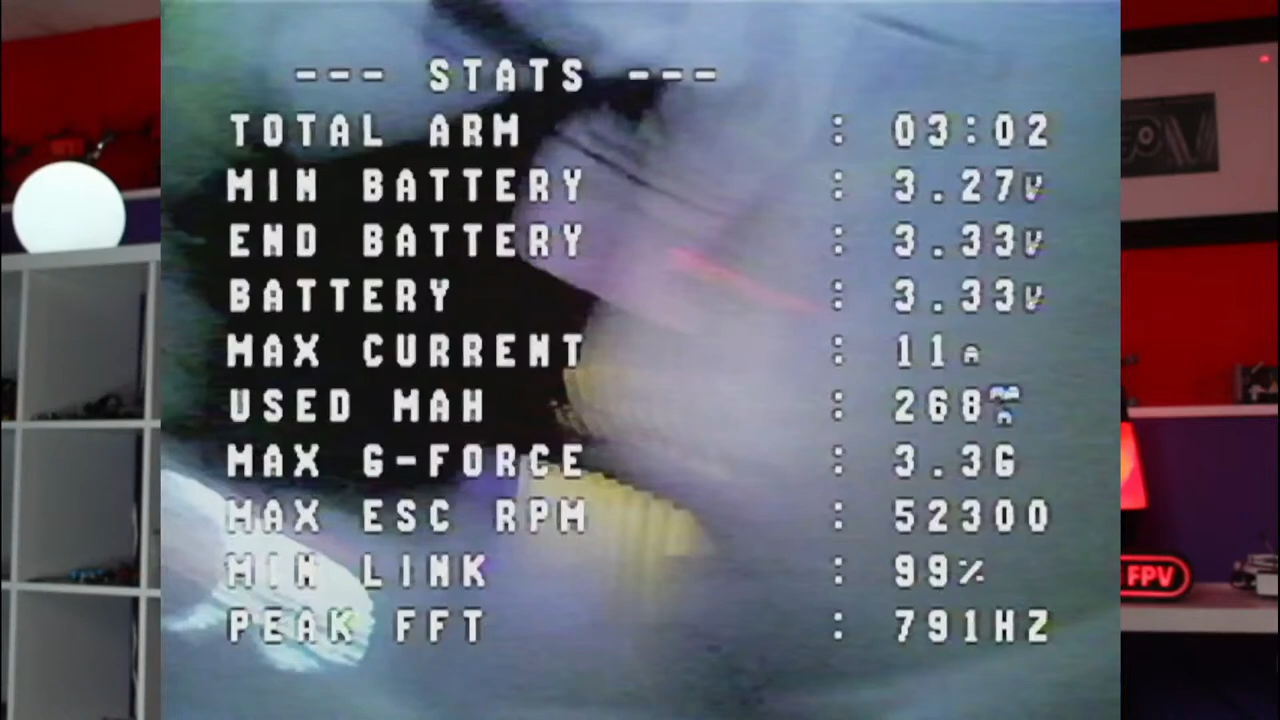 --- STATS ---
TOTAL ARM : 03:02
MIN BATTERY : 3.27V
END BATTERY : 3.33V
BATTERY : 3.33V
MAX CURRENT : 11A
USED MAH : 268mAh
MAX G-FORCE : 3.3G
MAX ESC RPM : 52300
MIN LINK : 99%
PEAK FFT : 791HZ
FPV